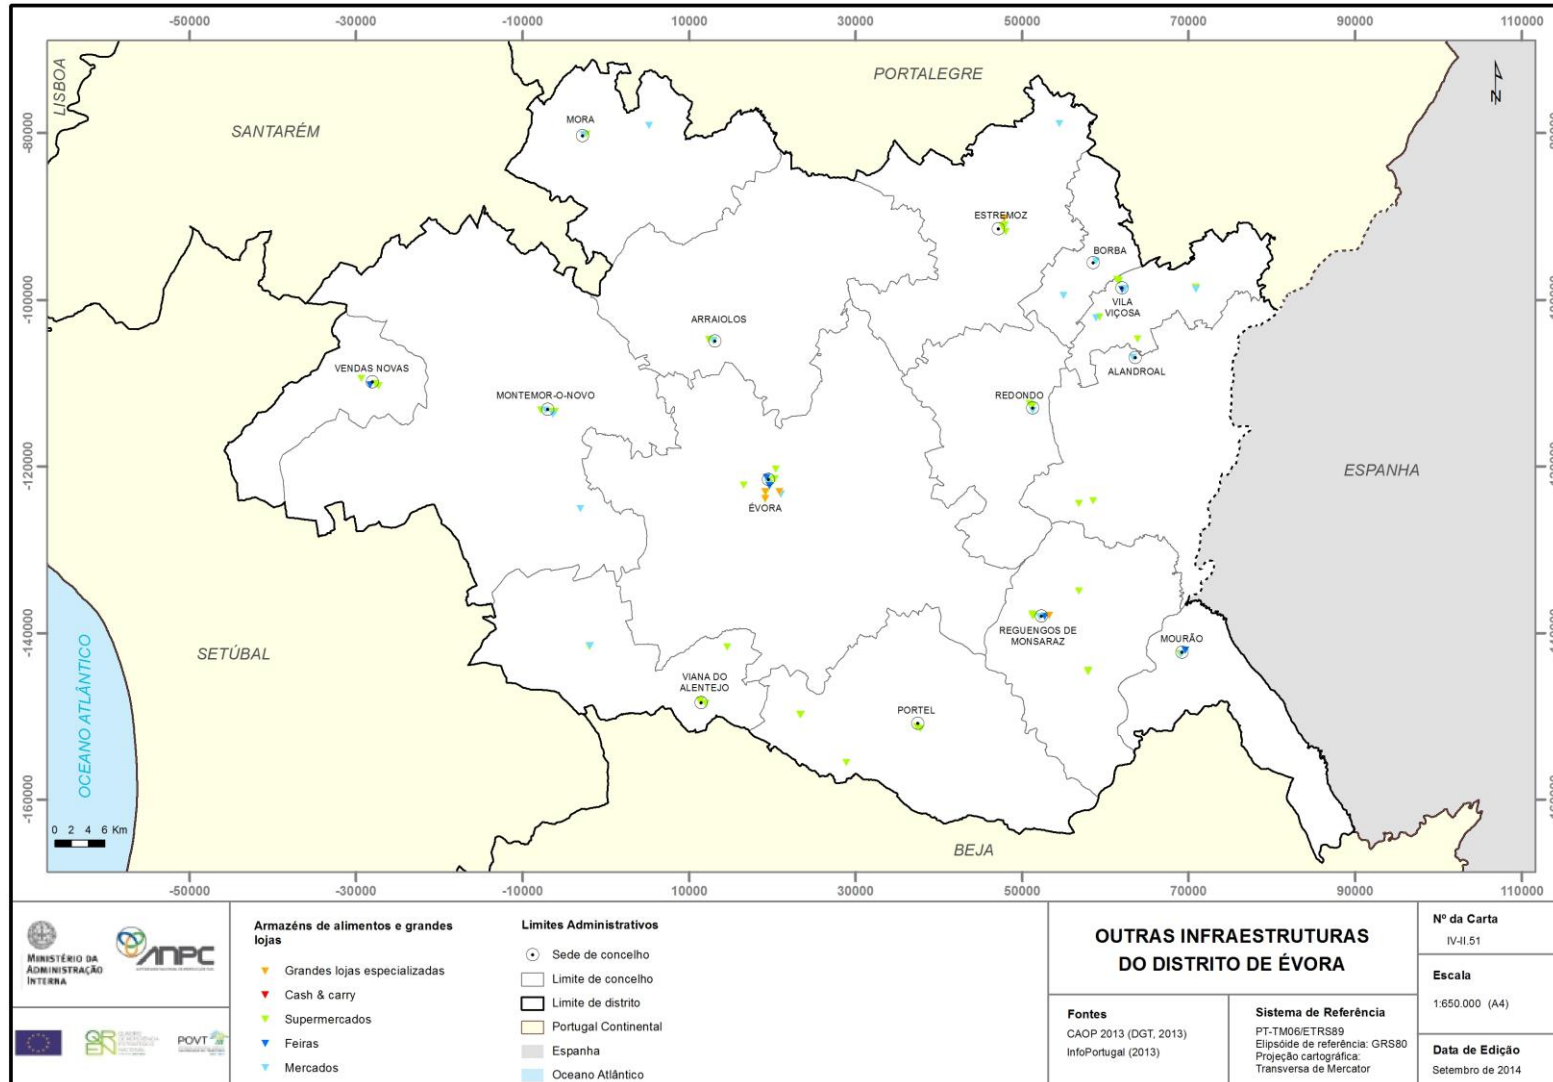 -50000 -30000 -10000 10000 30000 50000 70000 90000 110000
LISBOA
SANTARÉM
PORTALEGRE
N
-80000 -80000
MORA
ESTREMOZ
BORBA
-100000 -100000
VILA
VIÇOSA
ARRAIOLOS
ALANDROAL
VENDAS NOVAS
MONTEMOR-O-NOVO
REDONDO
-120000 -120000
ESPANHA
ÉVORA
REGUENGOS DE
MONSARAZ
MOURÃO
-140000 -140000
SETÚBAL
OCEANO ATLÂNTICO
VIANA DO
ALENTEJO
PORTEL
-160000 -160000
0 2 4 6 Km
BEJA
-50000 -30000 -10000 10000 30000 50000 70000 90000 110000
MINISTÉRIO DA
ADMINISTRAÇÃO
INTERNA
ANPC
QREN
POVT
Armazéns de alimentos e grandes
lojas
Grandes lojas especializadas
Cash & carry
Supermercados
Feiras
Mercados
Limites Administrativos
Sede de concelho
Limite de concelho
Limite de distrito
Portugal Continental
Espanha
Oceano Atlântico
OUTRAS INFRAESTRUTURAS
DO DISTRITO DE ÉVORA
Fontes
CAOP 2013 (DGT, 2013)
InfoPortugal (2013)
Sistema de Referência
PT-TM06/ETRS89
Elipsóide de referência: GRS80
Projeção cartográfica:
Transversa de Mercator
Nº da Carta
IV-II.51
Escala
1:650.000 (A4)
Data de Edição
Setembro de 2014